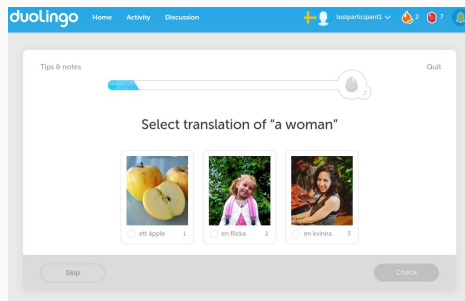 duolingo Home Activity Discussion testparticipant1 2 7
Tips & notes Quit
2
Select translation of “a woman”
ett äpple 1 en flicka 2 en kvinna 3
Skip Check